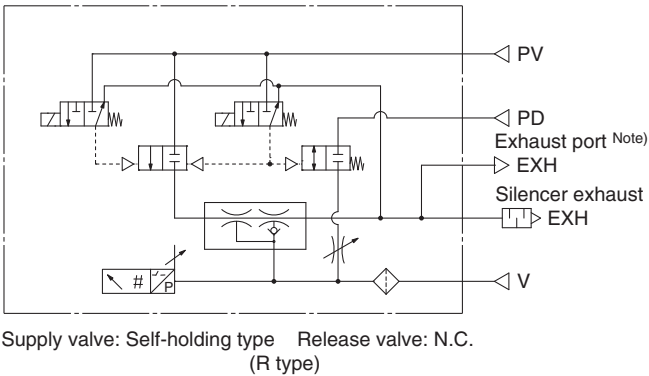 PV
PD
Exhaust port Note)
EXH
Silencer exhaust
EXH
# P
V
Supply valve: Self-holding type Release valve: N.C.
(R type)